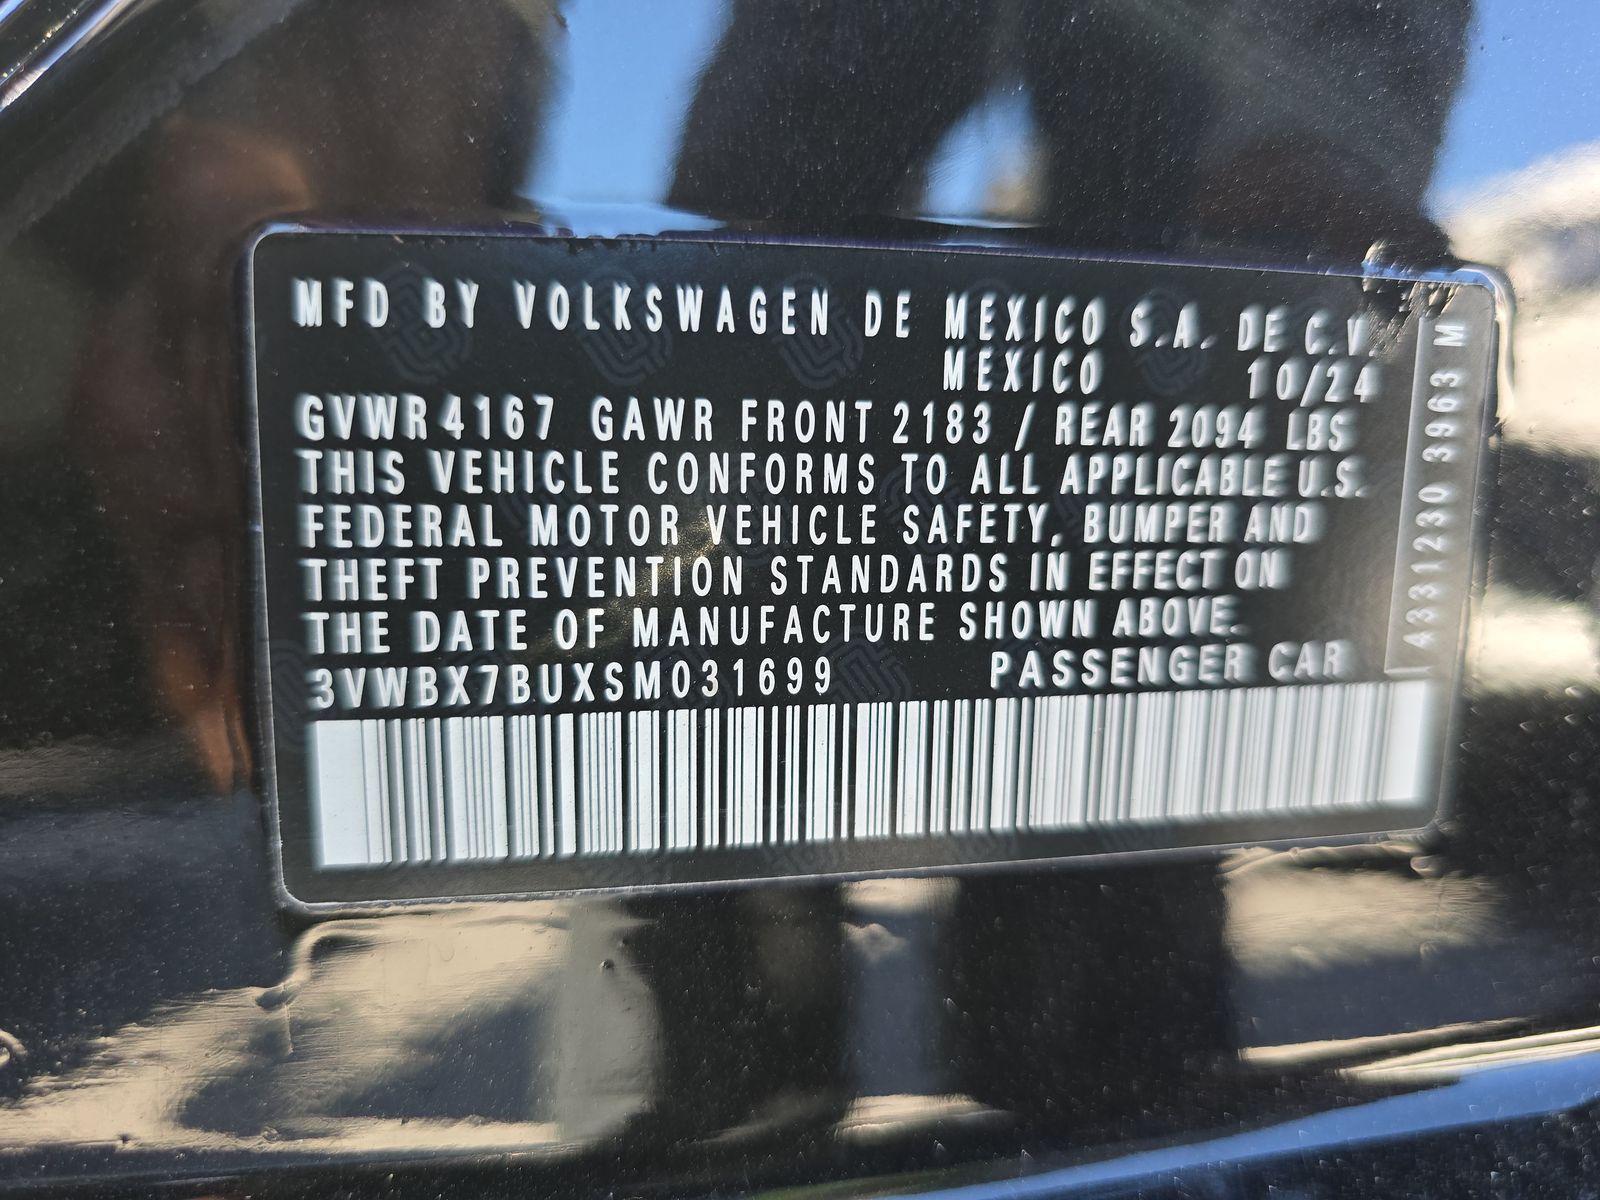 MFD BY VOLKSWAGEN DE MEXICO S.A. DE C.V.
MEXICO 10/24
GVWR 4167 GAWR FRONT 2183 / REAR 2094 LBS
THIS VEHICLE CONFORMS TO ALL APPLICABLE U.S.
FEDERAL MOTOR VEHICLE SAFETY, BUMPER AND
THEFT PREVENTION STANDARDS IN EFFECT ON
THE DATE OF MANUFACTURE SHOWN ABOVE.
3VWBX7BUXSM031699 PASSENGER CAR
4331230 3963 M